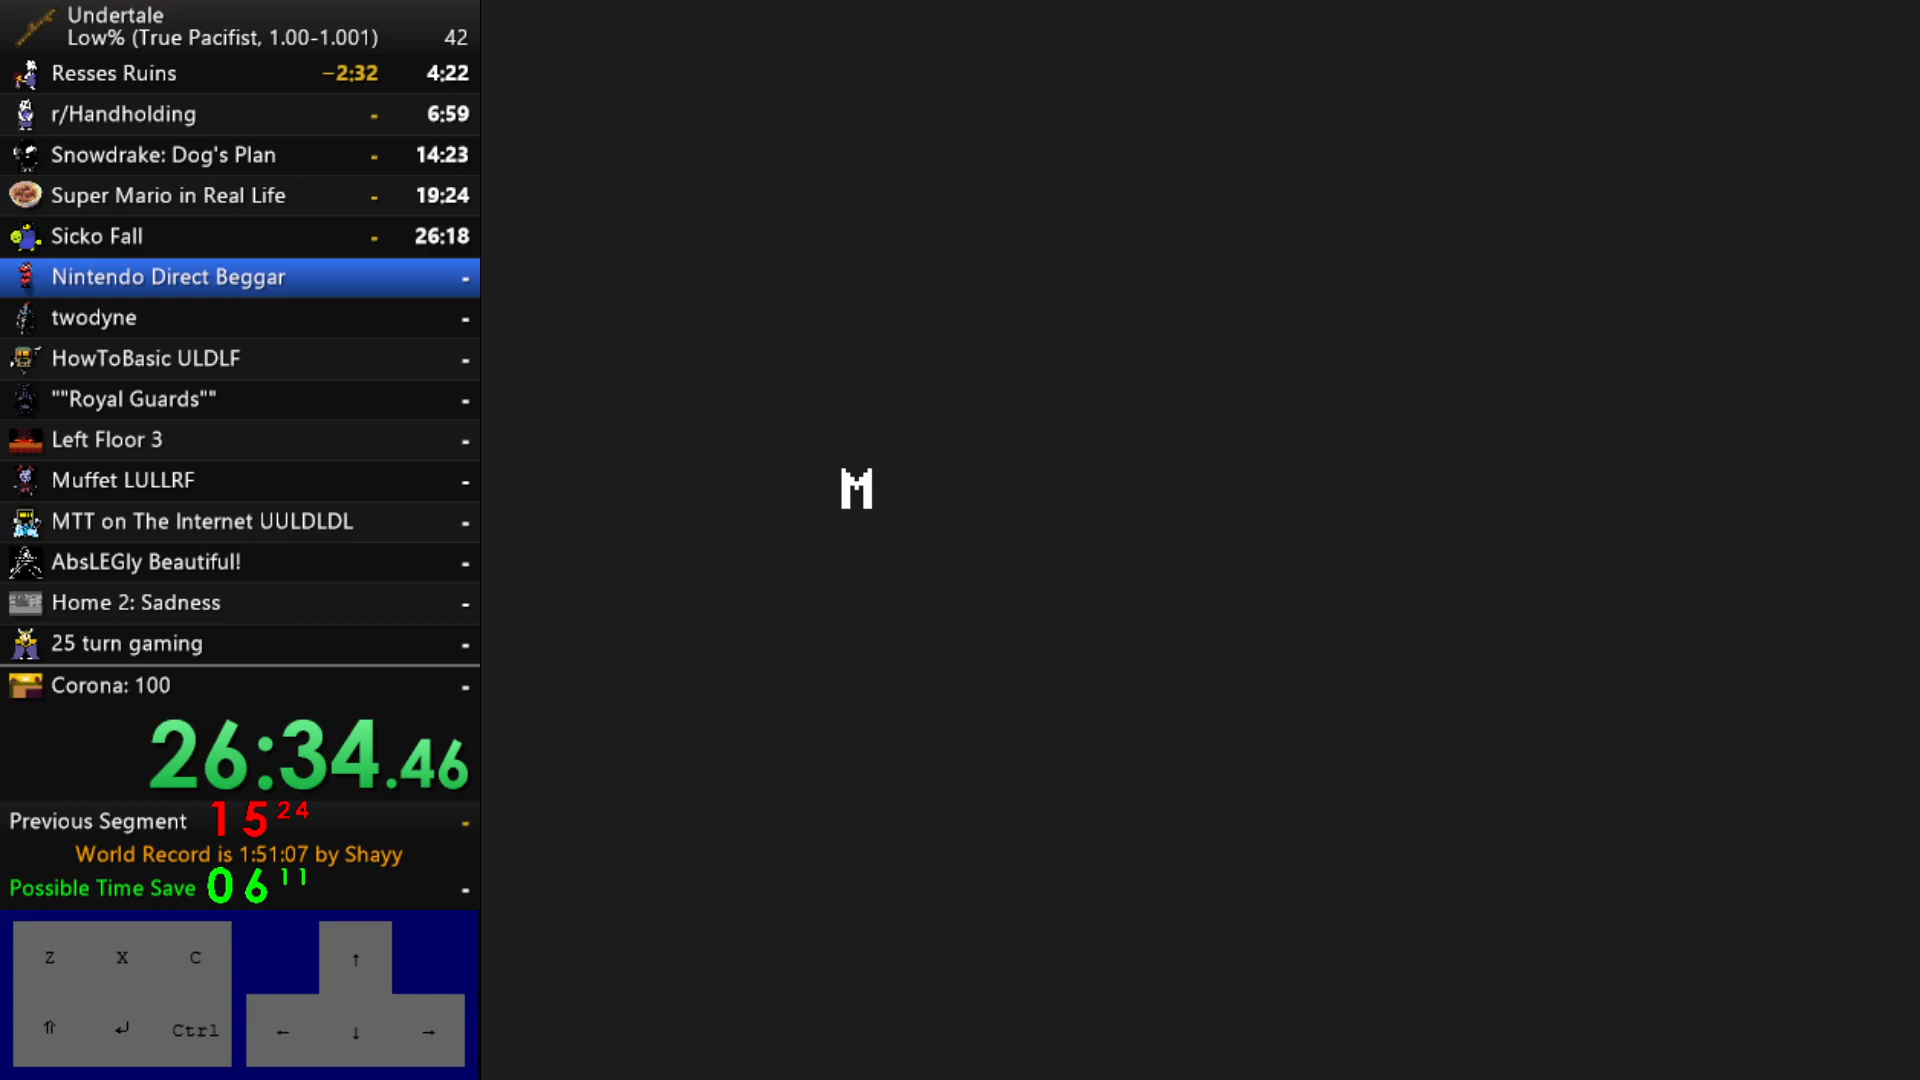 Undertale
Low% (True Pacifist, 1.00-1.001) 42
Resses Ruins −2:32 4:22
r/Handholding - 6:59
Snowdrake: Dog's Plan - 14:23
Super Mario in Real Life - 19:24
Sicko Fall - 26:18
Nintendo Direct Beggar -
twodyne -
HowToBasic ULDLF -
""Royal Guards"" -
Left Floor 3 -
Muffet LULLRF -
MTT on The Internet UULDLDL -
AbsLEGly Beautiful! -
Home 2: Sadness -
25 turn gaming -
Corona: 100 -
26:34.46
Previous Segment 15 24 -
World Record is 1:51:07 by Shayy
Possible Time Save 06 11 -
Z X C ↑
⇑ ↵ Ctrl ← ↓ →
M